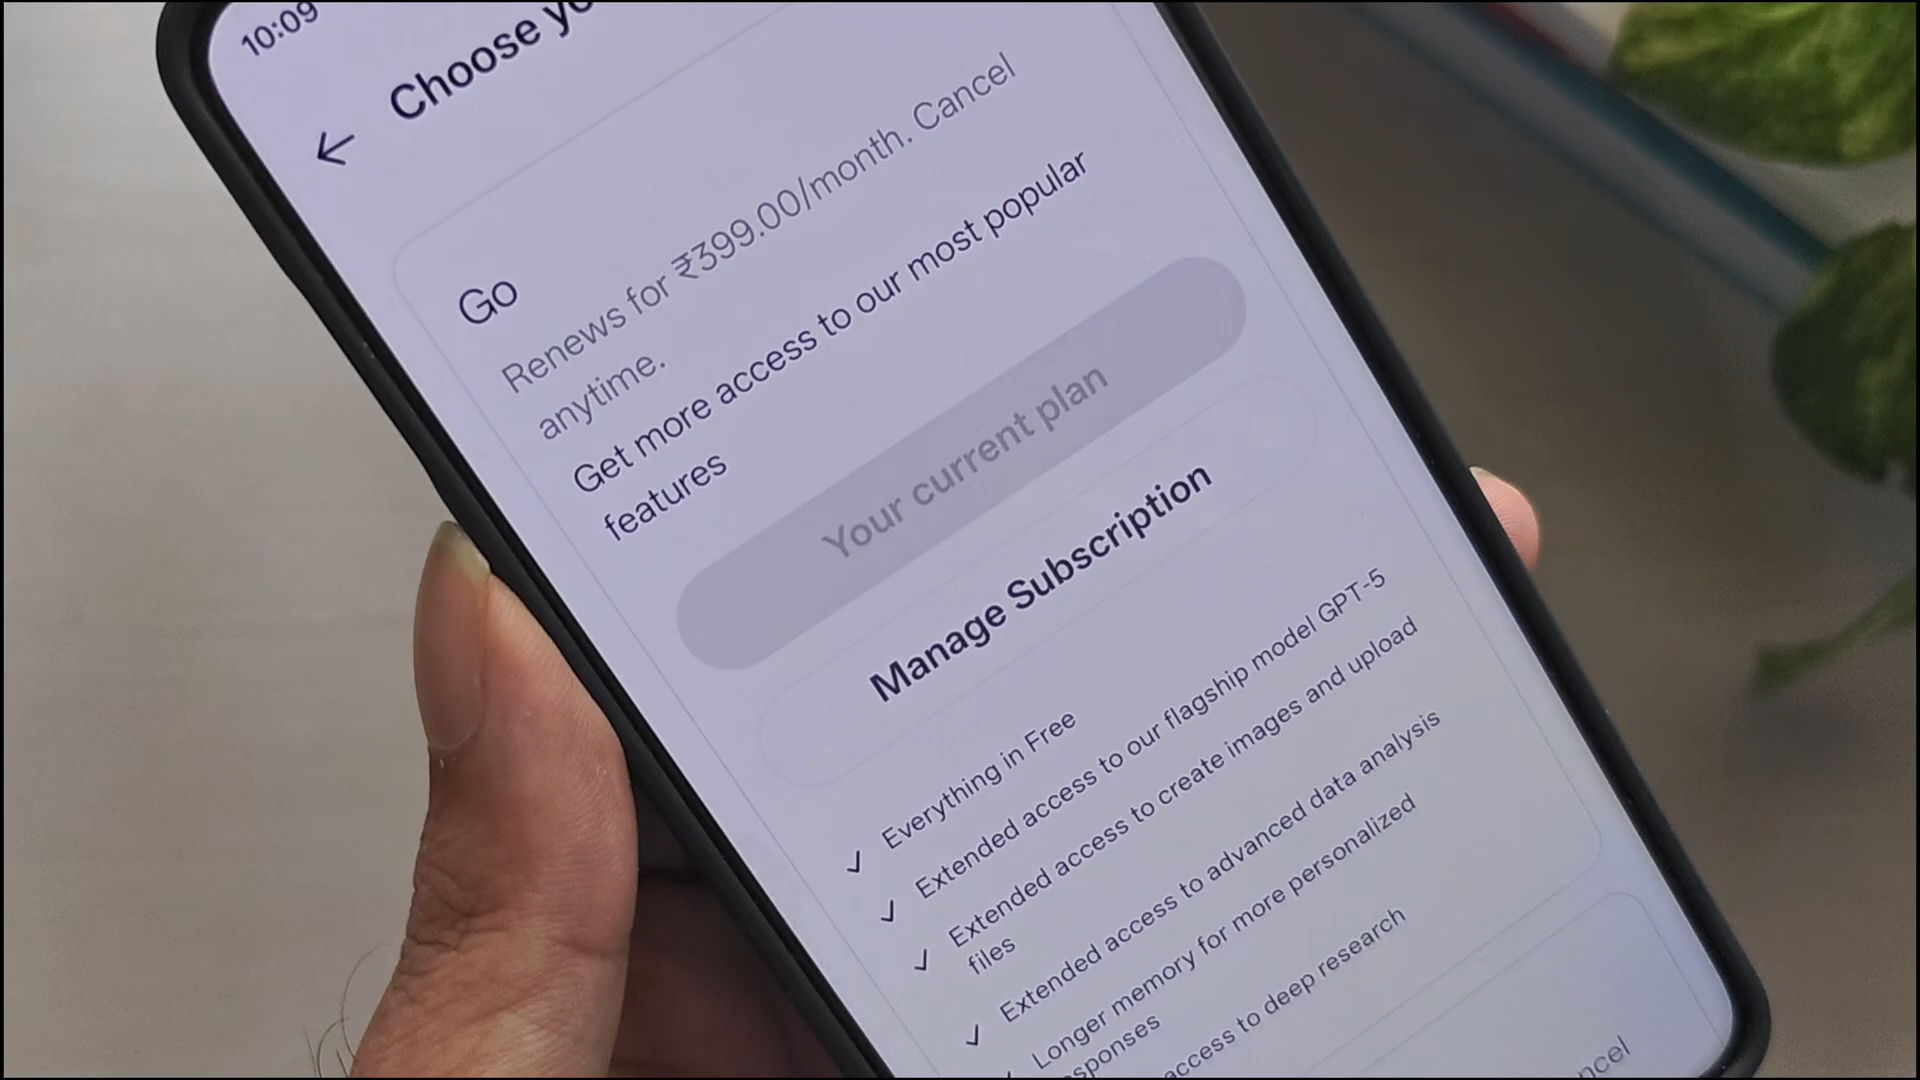 10:09
Choose
Go
Renews for ₹399.00/month. Cancel
anytime.
Get more access to our most popular
features
Your current plan
Manage Subscription
Everything in Free
Extended access to our flagship model GPT-5
Extended access to create images and upload
files
Extended access to advanced data analysis
Longer memory for more personalized
access to deep research